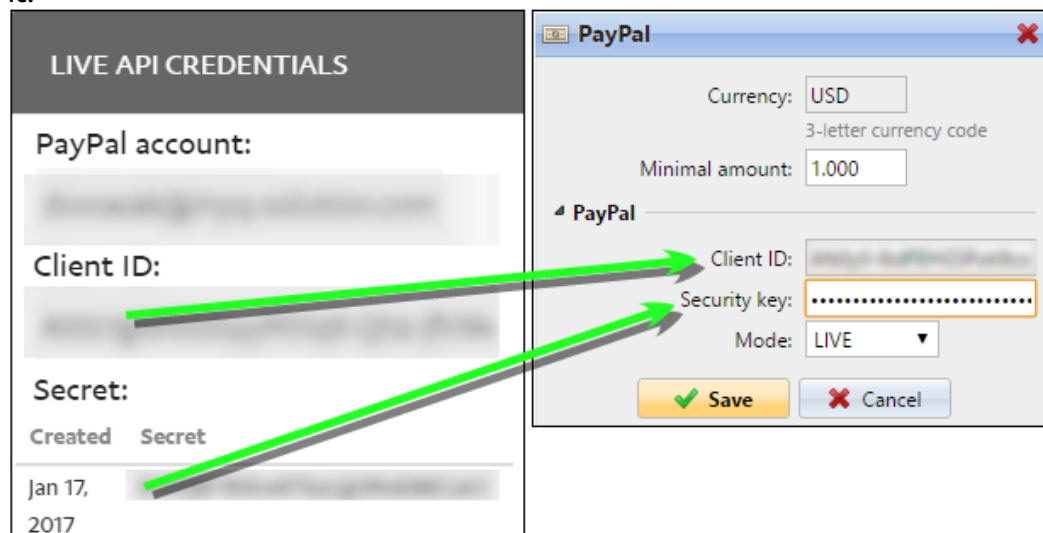 LIVE API CREDENTIALS
PayPal account:
Client ID:
Secret:
Created Secret
Jan 17,
2017
PayPal
Currency: USD
3-letter currency code
Minimal amount: 1.000
PayPal
Client ID:
Security key:
Mode: LIVE
Save Cancel